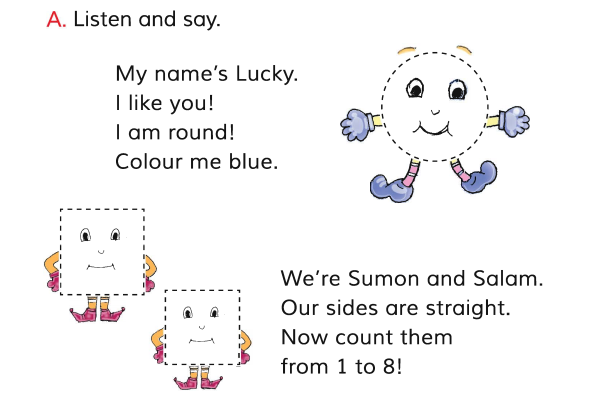 A. Listen and say.
My name's Lucky.
I like you!
I am round!
Colour me blue.
We're Sumon and Salam.
Our sides are straight.
Now count them
from 1 to 8!